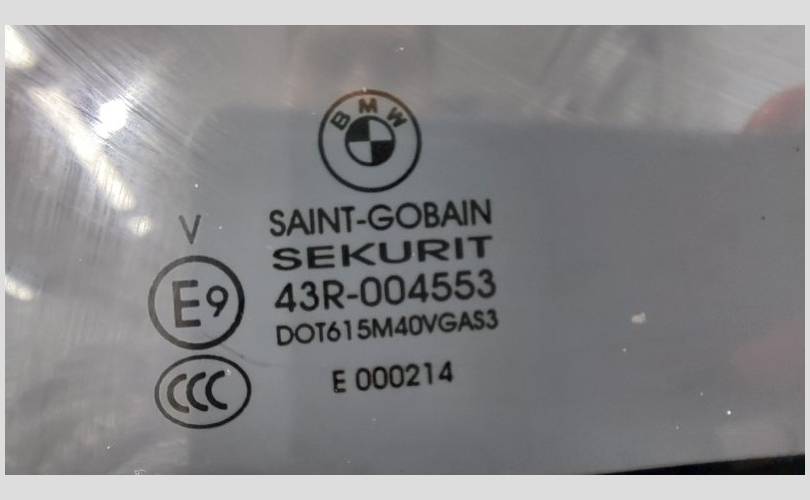 BMW
V
SAINT-GOBAIN
SEKURIT
E9
43R-004553
DOT615M40VGAS3
CCC
E 000214